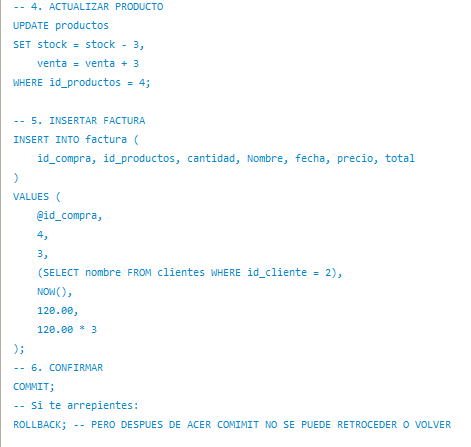 -- 4. ACTUALIZAR PRODUCTO
UPDATE productos
SET stock = stock - 3,
    venta = venta + 3
WHERE id_productos = 4;

-- 5. INSERTAR FACTURA
INSERT INTO factura (
    id_compra, id_productos, cantidad, Nombre, fecha, precio, total
)
VALUES (
    @id_compra,
    4,
    3,
    (SELECT nombre FROM clientes WHERE id_cliente = 2),
    NOW(),
    120.00,
    120.00 * 3
);
-- 6. CONFIRMAR
COMMIT;
-- Si te arrepientes:
ROLLBACK; -- PERO DESPUES DE ACER COMIMIT NO SE PUEDE RETROCEDER O VOLVER